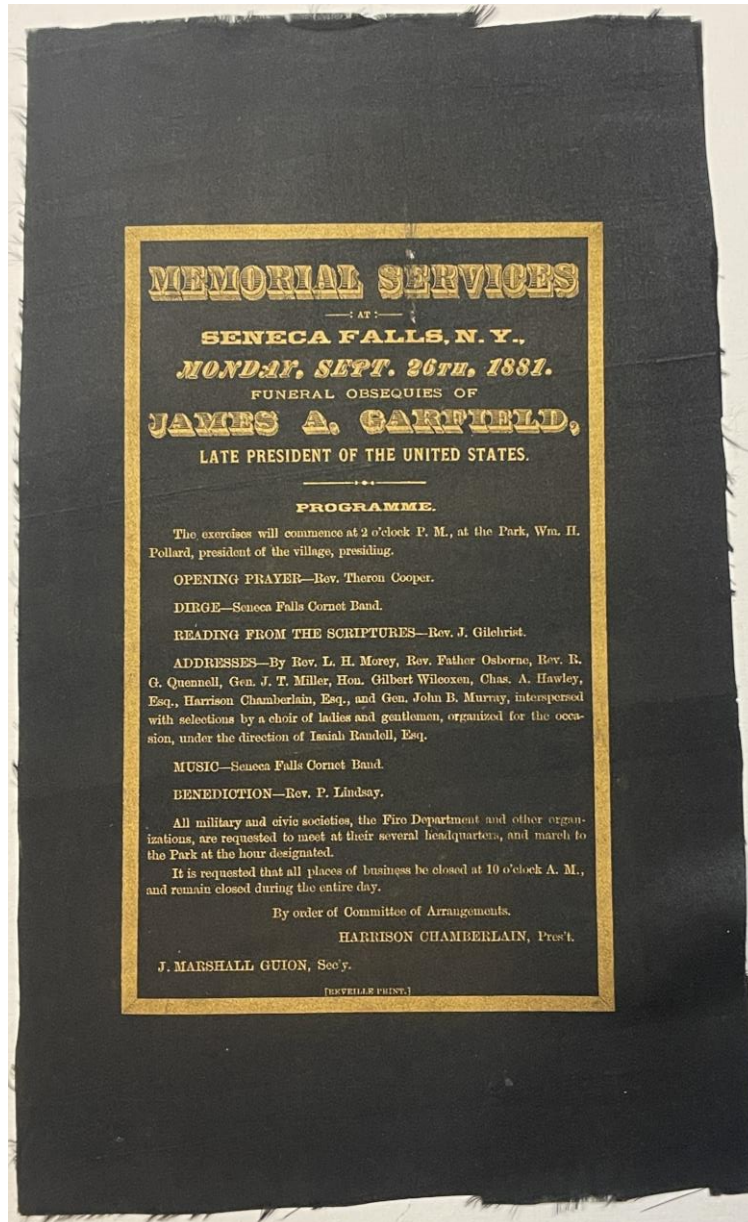 MEMORIAL SERVICES
—: AT :—
SENECA FALLS, N. Y.,
MONDAY, SEPT. 26TH, 1881.
FUNERAL OBSEQUIES OF
JAMES A. GARFIELD,
LATE PRESIDENT OF THE UNITED STATES.
PROGRAMME.
The exercises will commence at 2 o'clock P. M., at the Park, Wm. H.
Pollard, president of the village, presiding.
OPENING PRAYER—Rev. Theron Cooper.
DIRGE—Seneca Falls Cornet Band.
READING FROM THE SCRIPTURES—Rev. J. Gilchrist.
ADDRESSES—By Rev. L. H. Morey, Rev. Father Osborne, Rev. R.
G. Quennell, Gen. J. T. Miller, Hon. Gilbert Wilcoxen, Chas. A. Hawley,
Esq., Harrison Chamberlain, Esq., and Gen. John B. Murray, interspersed
with selections by a choir of ladies and gentlemen, organized for the occa-
sion, under the direction of Isaiah Randell, Esq.
MUSIC—Seneca Falls Cornet Band.
BENEDICTION—Rev. P. Lindsay.
All military and civic societies, the Fire Department and other organ-
izations, are requested to meet at their several headquarters, and march to
the Park at the hour designated.
It is requested that all places of business be closed at 10 o'clock A. M.,
and remain closed during the entire day.
By order of Committee of Arrangements.
HARRISON CHAMBERLAIN, Pres't.
J. MARSHALL GUION, Sec'y.
[REVEILLE PRINT.]